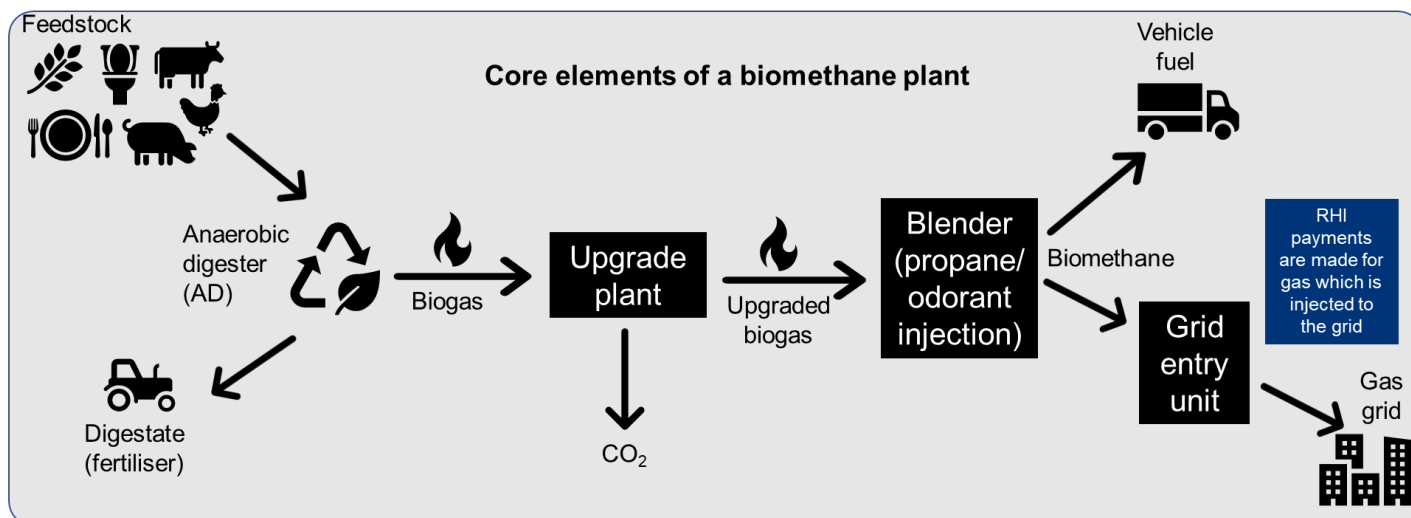 Feedstock
Core elements of a biomethane plant
Vehicle
fuel
Anaerobic
digester
(AD)
Biogas
Upgrade
plant
Upgraded
biogas
Blender
(propane/
odorant
injection)
Biomethane
RHI
payments
are made for
gas which is
injected to
the grid
Grid
entry
unit
Gas
grid
Digestate
(fertiliser)
CO₂